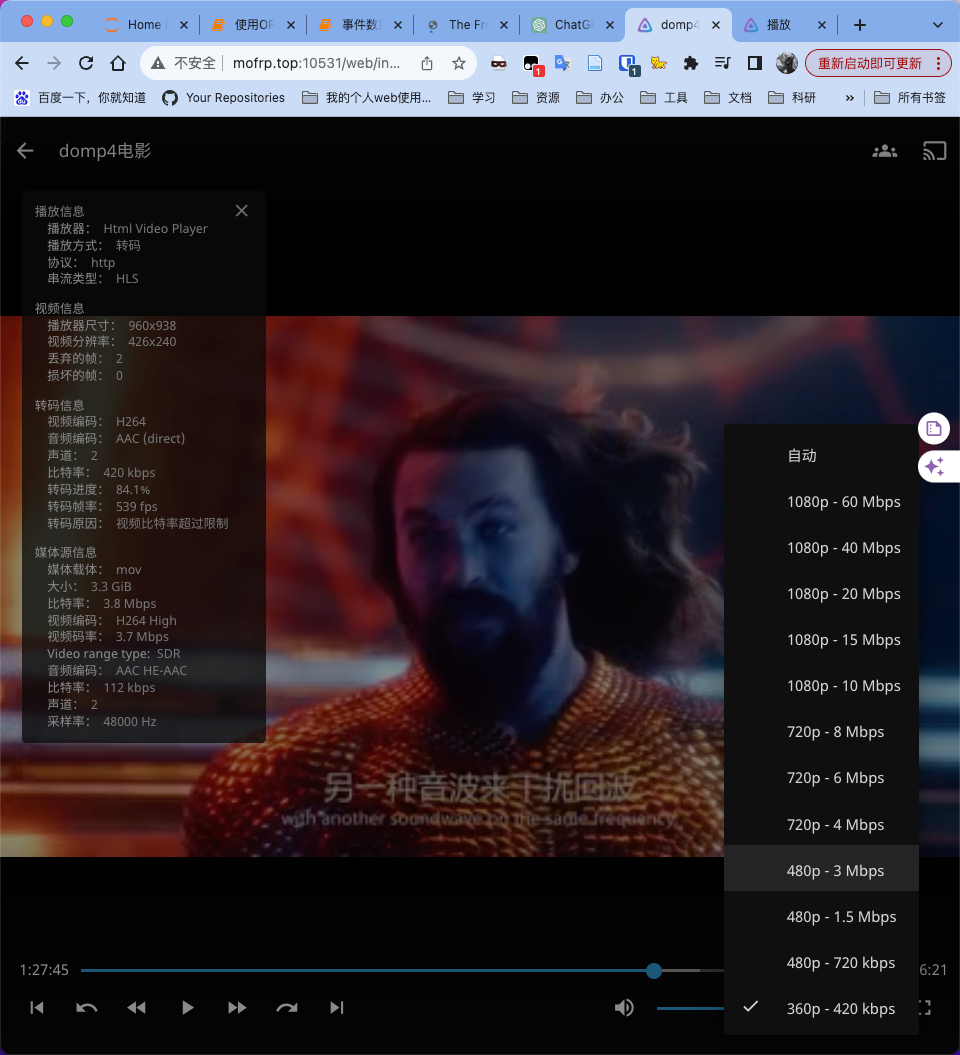 Home
使用OF
事件数据
The Fr
ChatG
domp4
播放
不安全
mofrp.top:10531/web/in...
1
1
重新启动即可更新
百度一下，你就知道
Your Repositories
我的个人web使用...
学习
资源
办公
工具
文档
科研
»
所有书签
domp4电影
播放信息
播放器： Html Video Player
播放方式： 转码
协议： http
串流类型： HLS
视频信息
播放器尺寸： 960x938
视频分辨率： 426x240
丢弃的帧： 2
损坏的帧： 0
转码信息
视频编码： H264
音频编码： AAC (direct)
声道： 2
比特率： 420 kbps
转码进度： 84.1%
转码帧率： 539 fps
转码原因： 视频比特率超过限制
媒体源信息
媒体载体： mov
大小： 3.3 GiB
比特率： 3.8 Mbps
视频编码： H264 High
视频码率： 3.7 Mbps
Video range type: SDR
音频编码： AAC HE-AAC
比特率： 112 kbps
声道： 2
采样率： 48000 Hz
自动
1080p - 60 Mbps
1080p - 40 Mbps
1080p - 20 Mbps
1080p - 15 Mbps
1080p - 10 Mbps
720p - 8 Mbps
720p - 6 Mbps
720p - 4 Mbps
480p - 3 Mbps
480p - 1.5 Mbps
480p - 720 kbps
360p - 420 kbps
另一种音波来干扰回波
with another soundwave on the same frequency
1:27:45
6:21